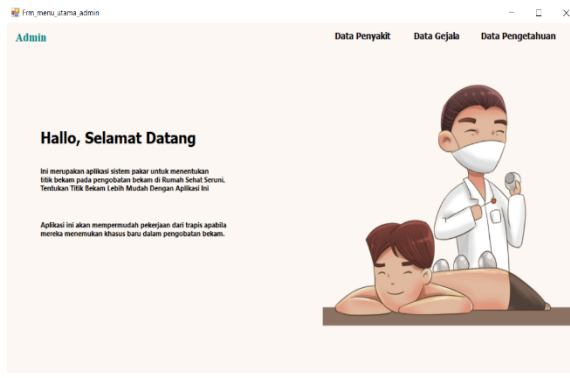 Frm_menu_utama_admin
Admin
Data Penyakit Data Gejala Data Pengetahuan
Hallo, Selamat Datang
Ini merupakan aplikasi sistem pakar untuk menentukan
titik bekam pada pengobatan bekam di Rumah Sehat Seruni.
Tentukan Titik Bekam Lebih Mudah Dengan Aplikasi Ini
Aplikasi ini akan mempermudah pekerjaan dari trapis apabila
mereka menemukan khasus baru dalam pengobatan bekam.